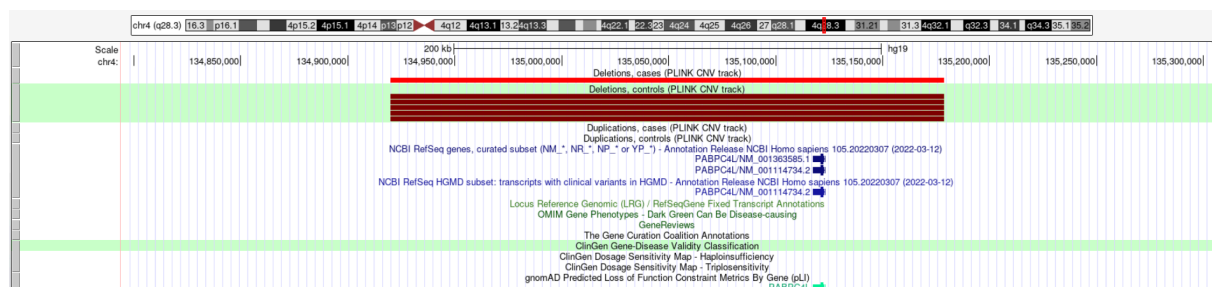 chr4 (q28.3) 16.3 p16.1 4p15.2 4p15.1 4p14 p13 p12 4q12 4q13.1 13.2 4q13.3 4q22.1 22.3 23 4q24 4q25 4q26 27 q28.1 31.21 31.3 4q32.1 q32.3 34.1 q34.3 35.1 35.2
Scale 200 kb hg19
chr4: 134,850,000 134,900,000 134,950,000 135,000,000 135,050,000 135,100,000 135,150,000 135,200,000 135,250,000 135,300,000
Deletions, cases (PLINK CNV track)
Deletions, controls (PLINK CNV track)
Duplications, cases (PLINK CNV track)
Duplications, controls (PLINK CNV track)
NCBI RefSeq genes, curated subset (NM_*, NR_*, NP_* or YP_*) - Annotation Release NCBI Homo sapiens 105.20220307 (2022-03-12)
PABPC4L/NM_001363585.1
PABPC4L/NM_001114734.2
NCBI RefSeq HGMD subset: transcripts with clinical variants in HGMD - Annotation Release NCBI Homo sapiens 105.20220307 (2022-03-12)
PABPC4L/NM_001114734.2
Locus Reference Genomic (LRG) / RefSeqGene Fixed Transcript Annotations
OMIM Gene Phenotypes - Dark Green Can Be Disease-causing
GeneReviews
The Gene Curation Coalition Annotations
ClinGen Gene-Disease Validity Classification
ClinGen Dosage Sensitivity Map - Haploinsufficiency
ClinGen Dosage Sensitivity Map - Triplosensitivity
gnomAD Predicted Loss of Function Constraint Metrics By Gene (pLI)
PABPC4L